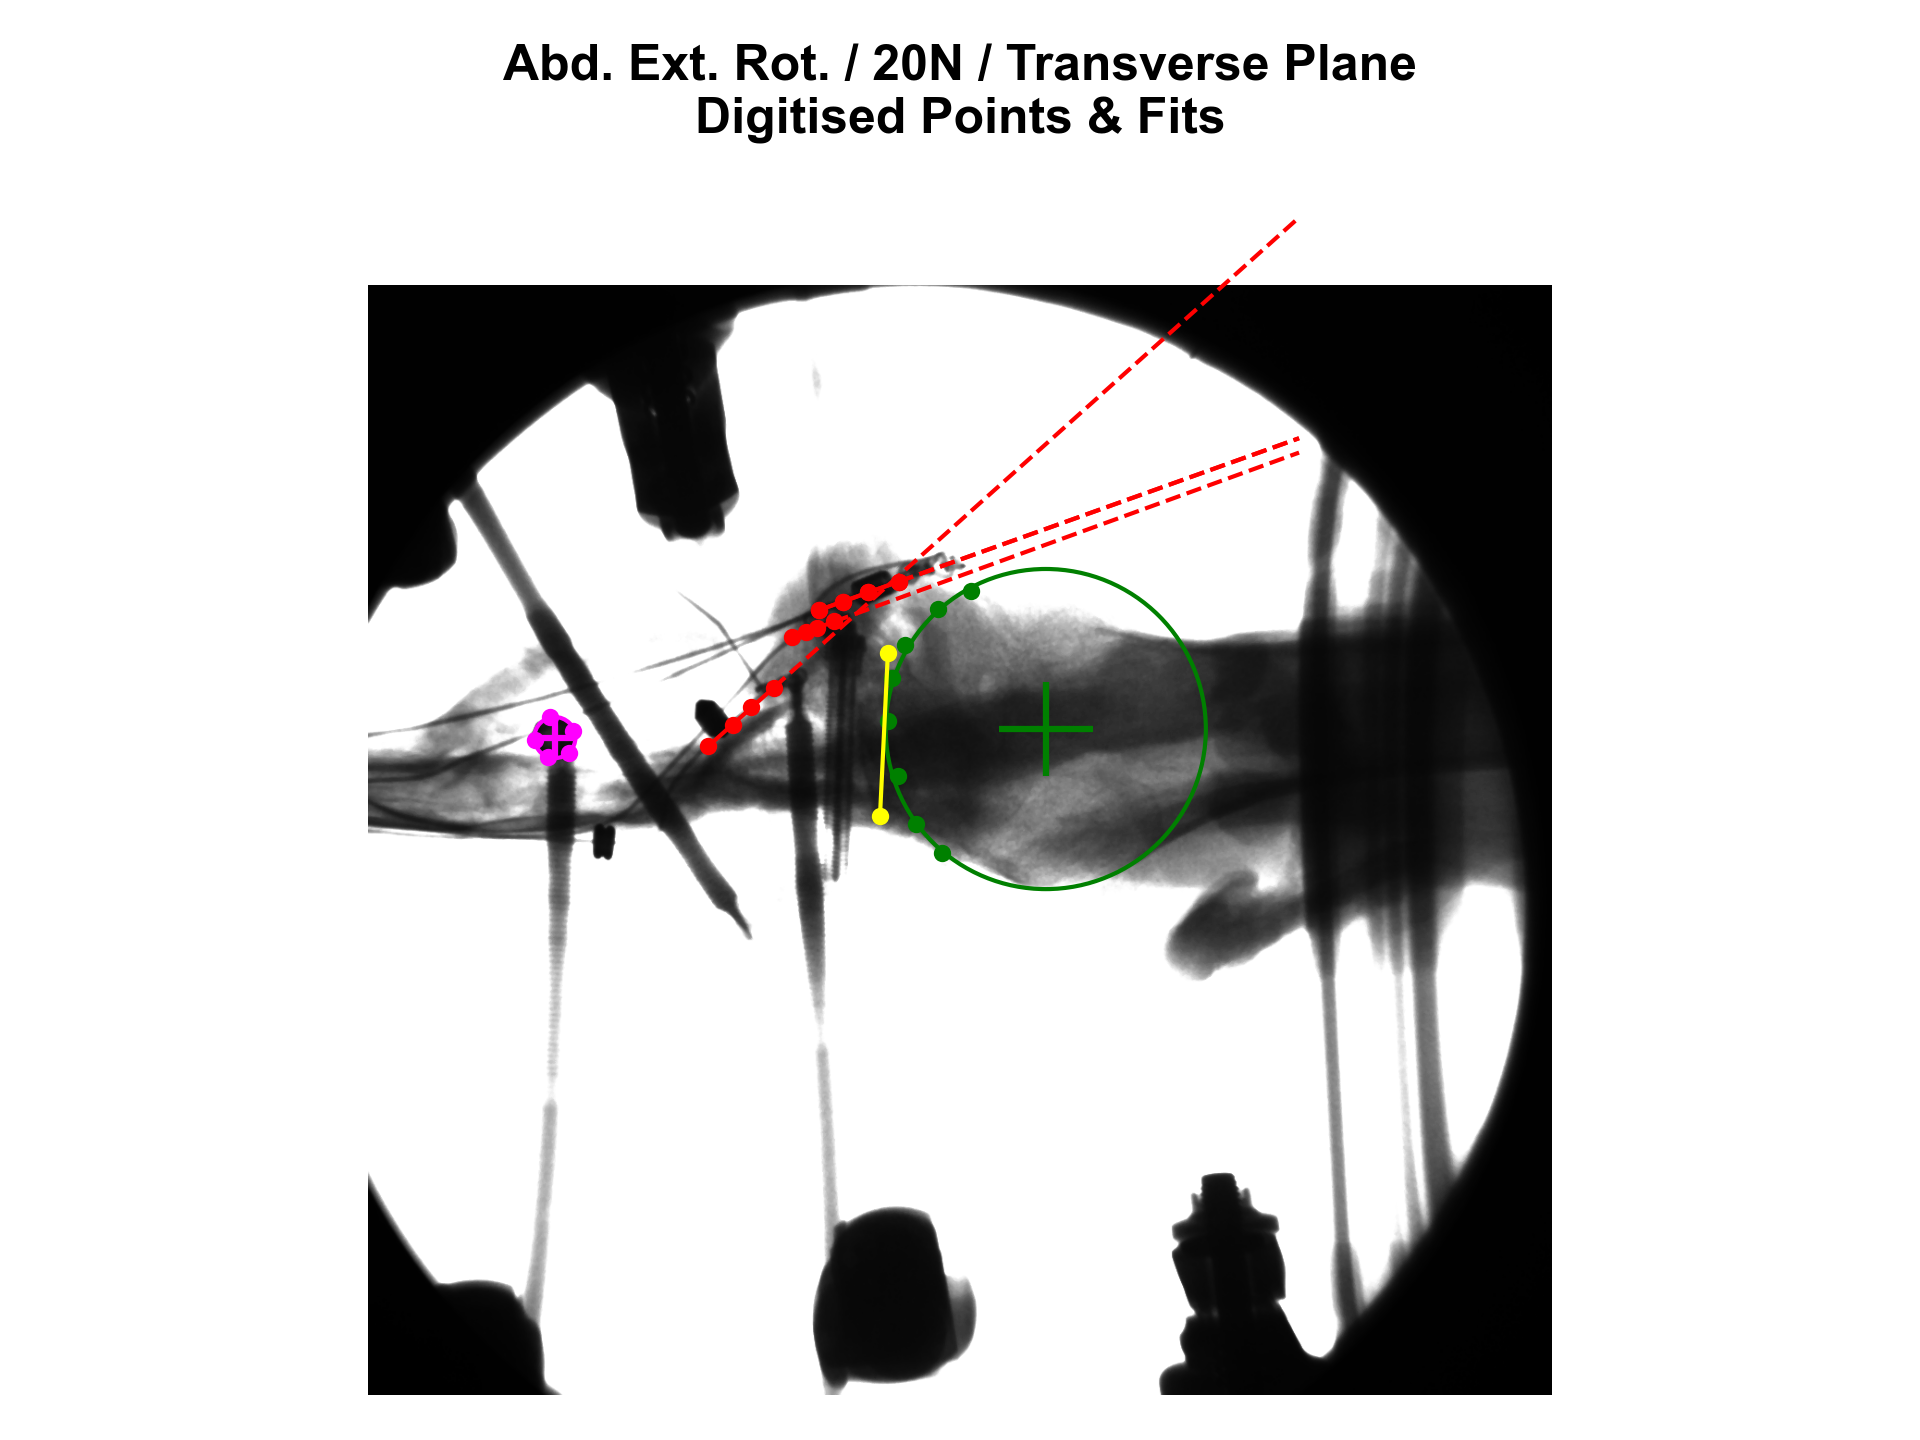 Abd. Ext. Rot. / 20N / Transverse Plane
Digitised Points & Fits